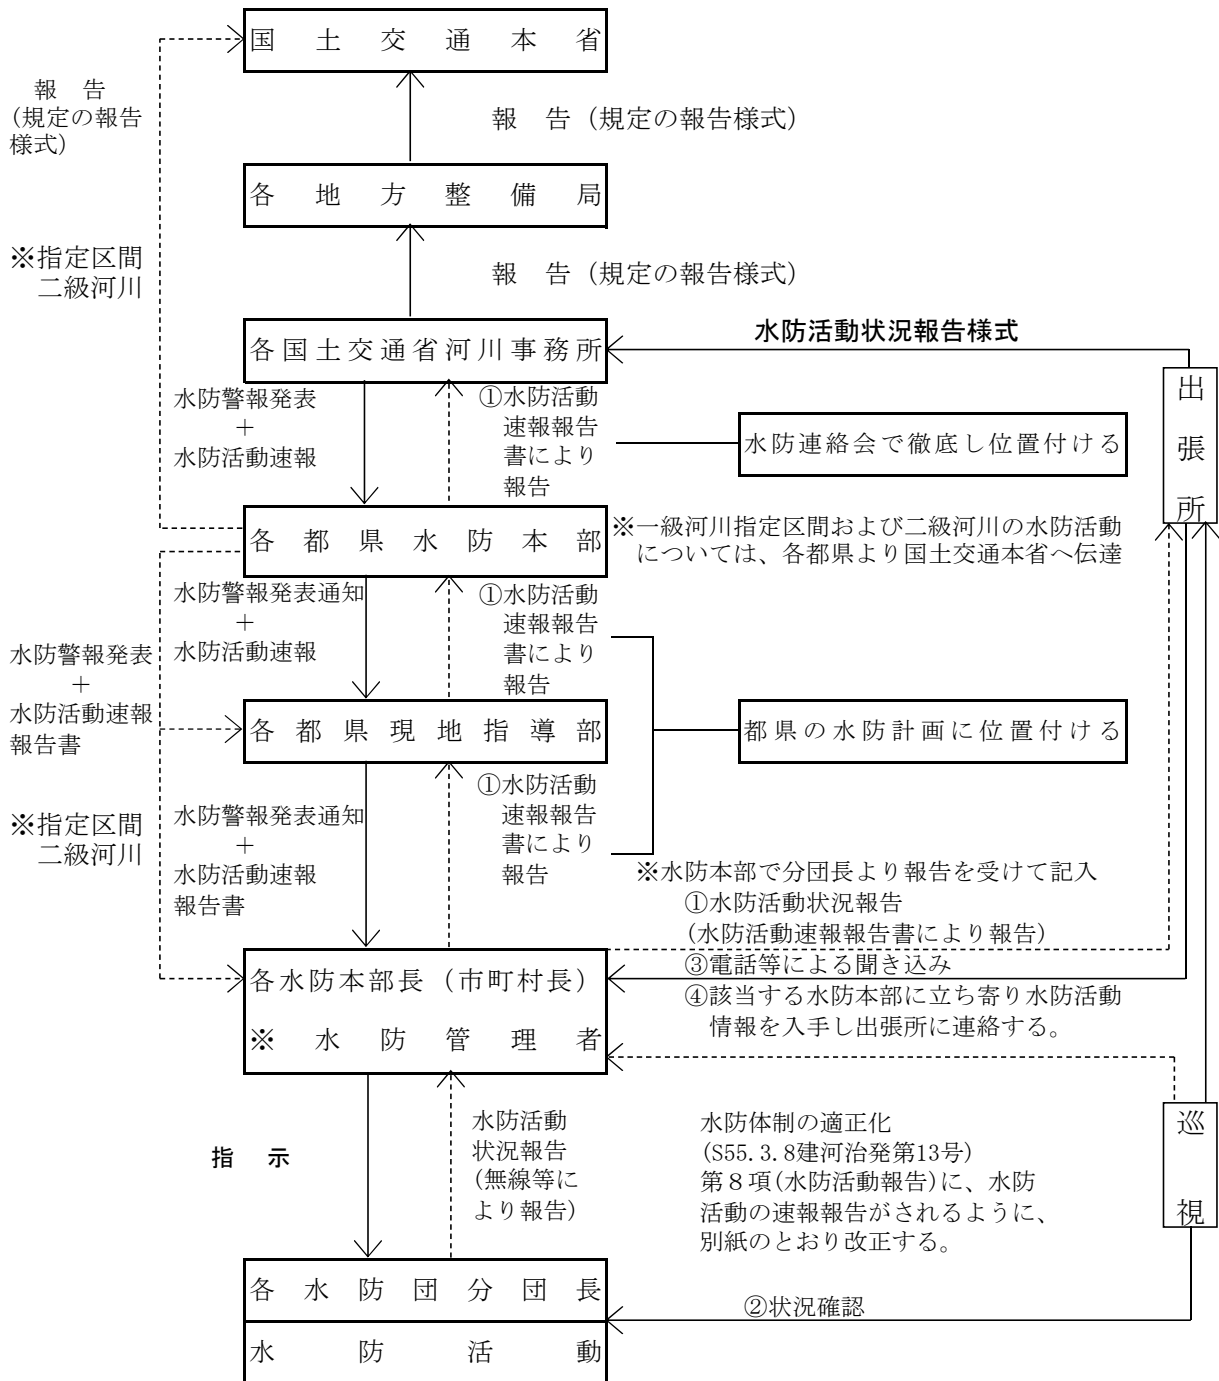 国土交通本省
報　告
(規定の報告
様式)
報　告（規定の報告様式）
各地方整備局
※指定区間
二級河川
報　告（規定の報告様式）
各国土交通省河川事務所
水防活動状況報告様式
出張所
水防警報発表
＋
水防活動速報
①水防活動
速報報告
書により
報告
水防連絡会で徹底し位置付ける
各都県水防本部
※一級河川指定区間および二級河川の水防活動
については、各都県より国土交通本省へ伝達
水防警報発表通知
＋
水防活動速報
①水防活動
速報報告
書により
報告
水防警報発表
＋
水防活動速報
報告書
各都県現地指導部
都県の水防計画に位置付ける
※指定区間
二級河川
水防警報発表通知
＋
水防活動速報
報告書
①水防活動
速報報告
書により
報告
※水防本部で分団長より報告を受けて記入
①水防活動状況報告
(水防活動速報報告書により報告)
③電話等による聞き込み
④該当する水防本部に立ち寄り水防活動
情報を入手し出張所に連絡する。
各水防本部長（市町村長）
※水防管理者
指　示
水防活動
状況報告
(無線等に
より報告)
水防体制の適正化
(S55.3.8建河治発第13号)
第８項(水防活動報告)に、水防
活動の速報報告がされるように、
別紙のとおり改正する。
巡視
各水防団分団長
②状況確認
水防活動